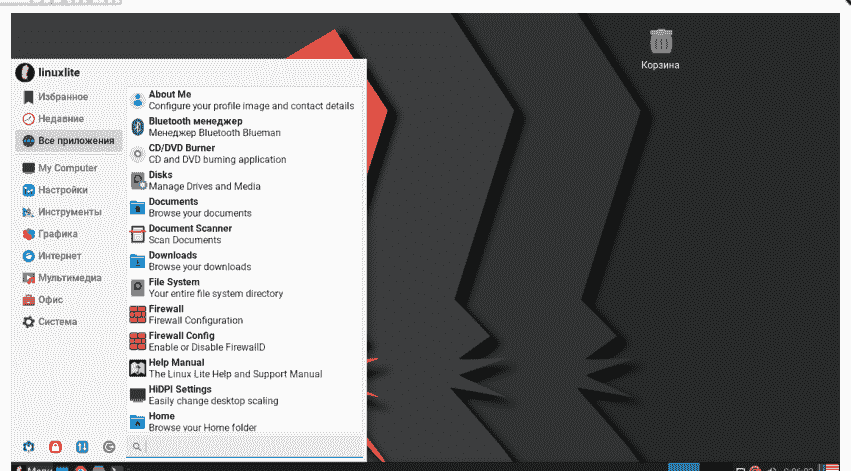 Корзина
linuxlite
Избранное
Недавние
Все приложения
My Computer
Настройки
Инструменты
Графика
Интернет
Мультимедиа
Офис
Система
About Me
Configure your profile image and contact details
Bluetooth менеджер
Менеджер Bluetooth Blueman
CD/DVD Burner
CD and DVD burning application
Disks
Manage Drives and Media
Documents
Browse your documents
Document Scanner
Scan Documents
Downloads
Browse your downloads
File System
Your entire file system directory
Firewall
Firewall Configuration
Firewall Config
Enable or Disable FirewallD
Help Manual
The Linux Lite Help and Support Manual
HiDPI Settings
Easily change desktop scaling
Home
Browse your Home folder